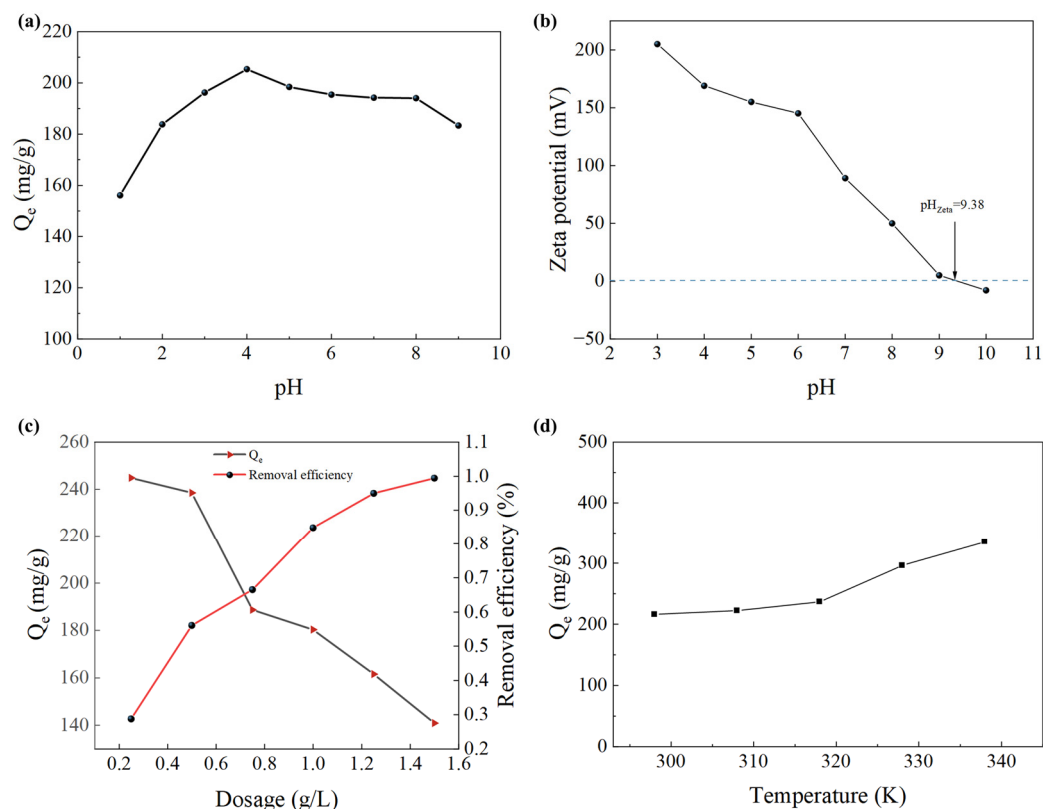 (a)
220
200
180
160
140
120
100
Qe (mg/g)
0 2 4 6 8 10
pH
(b)
200
150
100
50
0
−50
Zeta potential (mV)
pHZeta=9.38
2 3 4 5 6 7 8 9 10 11
pH
(c)
260
240
220
200
180
160
140
Qe (mg/g)
Qe
Removal efficiency
1.1
1.0
0.9
0.8
0.7
0.6
0.5
0.4
0.3
0.2
Removal efficiency (%)
0.2 0.4 0.6 0.8 1.0 1.2 1.4 1.6
Dosage (g/L)
(d)
500
400
300
200
100
0
Qe (mg/g)
300 310 320 330 340
Temperature (K)